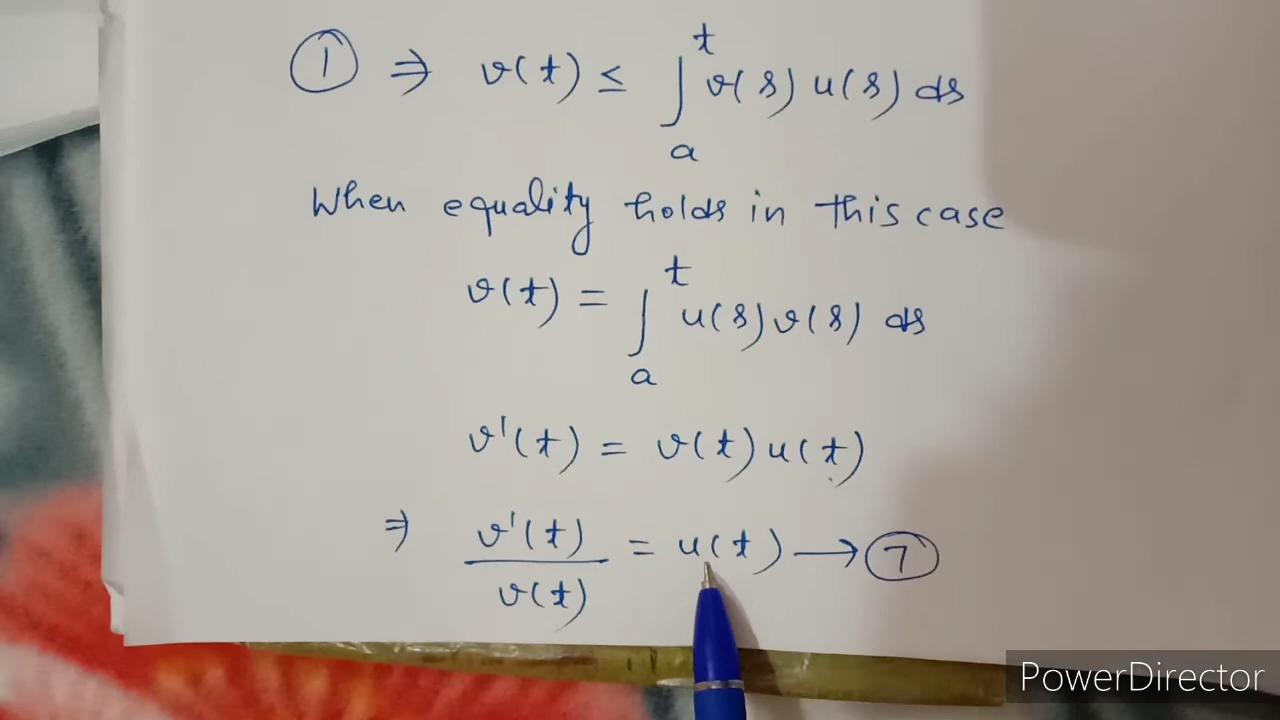 ① ⇒ v(t) ≤ ∫ₐᵗ v(s) u(s) ds
When equality holds in this case
v(t) = ∫ₐᵗ u(s) v(s) ds
v'(t) = v(t) u(t)
⇒ v'(t)/v(t) = u(t) → ⑦
PowerDirector